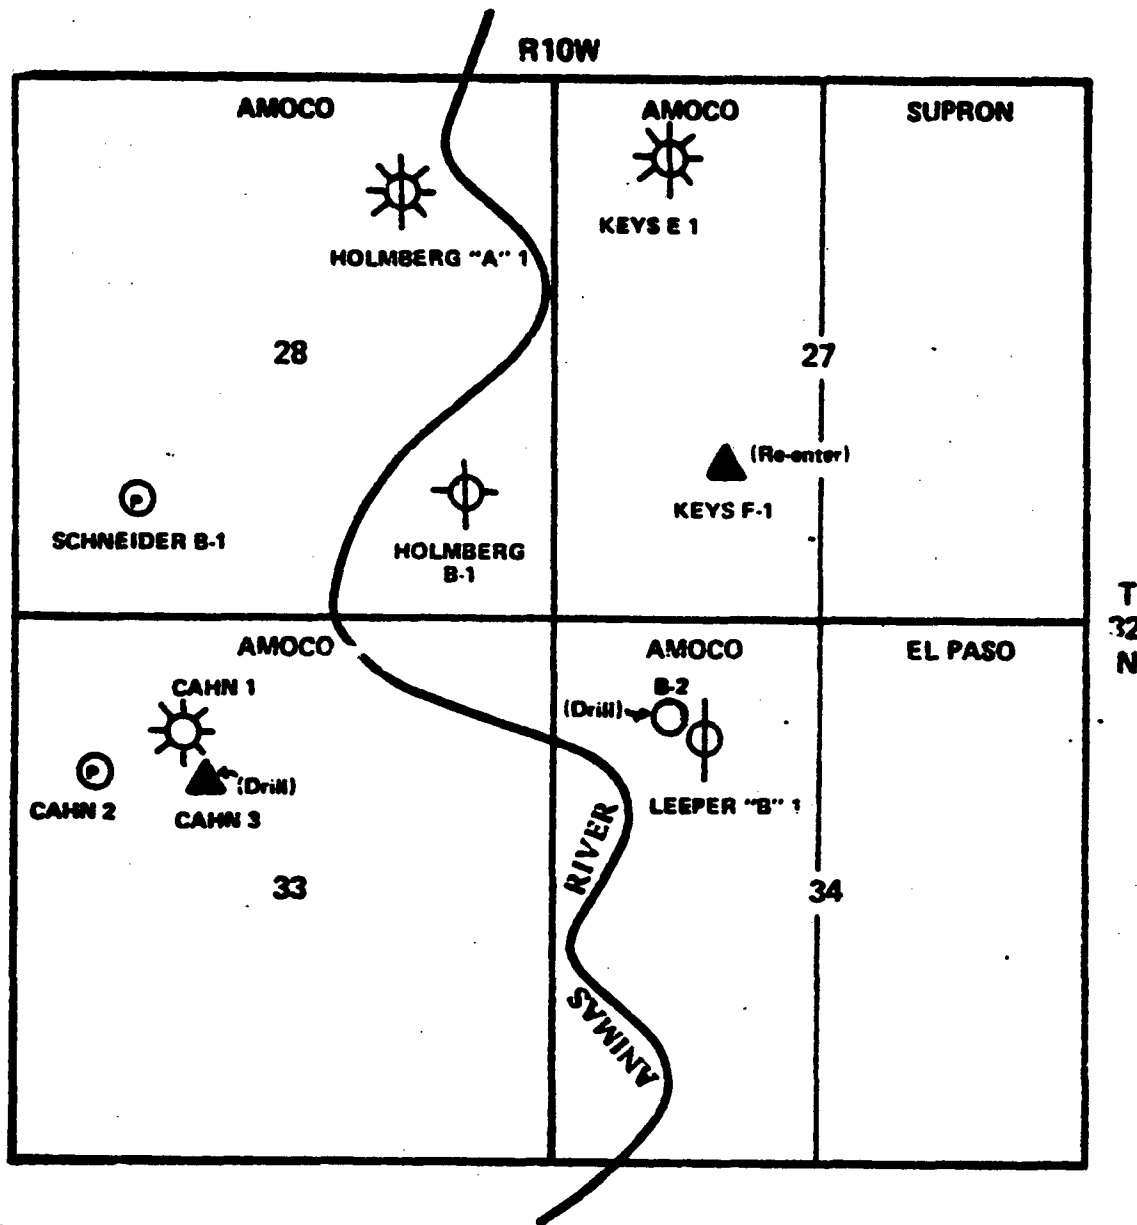 R10W
AMOCO
AMOCO
SUPRON
HOLMBERG "A" 1
KEYS E 1
28
27
(Re-enter)
KEYS F-1
P
SCHNEIDER B-1
HOLMBERG
B-1
T
32
N
AMOCO
AMOCO
EL PASO
CAHN 1
B-2
(Drill)
P
(Drill)
CAHN 2
CAHN 3
LEEPER "B" 1
RIVER
33
34
ANIMAS